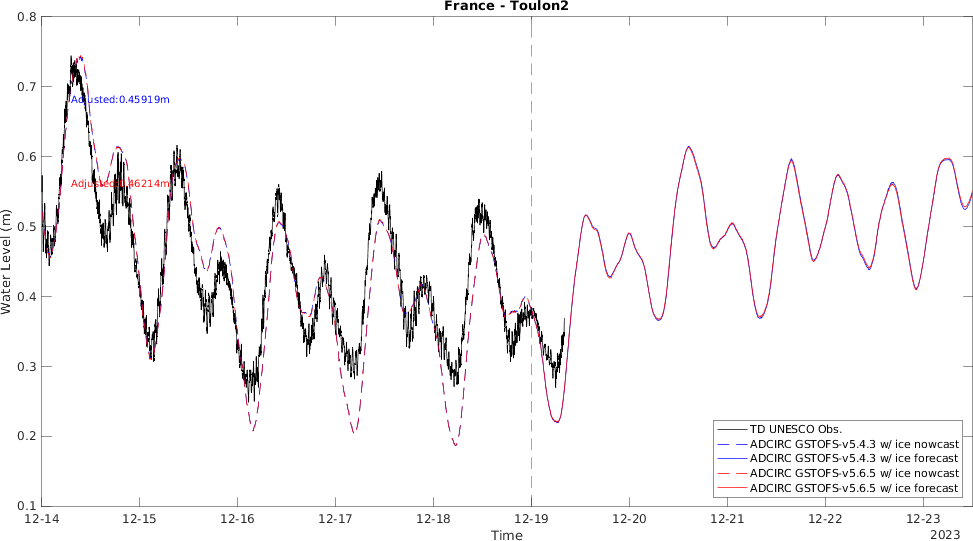 France - Toulon2
0.8
0.7
0.6
0.5
0.4
0.3
0.2
0.1
Water Level (m)
Adjusted:0.45919m
Adjusted:0.46214m
TD UNESCO Obs.
ADCIRC GSTOFS-v5.4.3 w/ ice nowcast
ADCIRC GSTOFS-v5.4.3 w/ ice forecast
ADCIRC GSTOFS-v5.6.5 w/ ice nowcast
ADCIRC GSTOFS-v5.6.5 w/ ice forecast
12-14 12-15 12-16 12-17 12-18 12-19 12-20 12-21 12-22 12-23
Time
2023